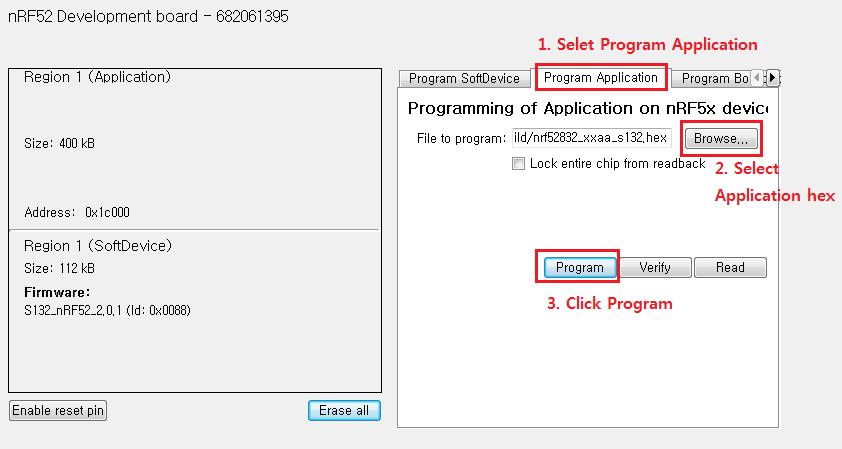 nRF52 Development board - 682061395
1. Selet Program Application
Region 1 (Application)
Size: 400 kB
Address: 0x1c000
Region 1 (SoftDevice)
Size: 112 kB
Firmware:
S132_nRF52_2.0.1 (Id: 0x0088)
Enable reset pin
Erase all
Program SoftDevice
Program Application
Program Bo
Programming of Application on nRF5x device
File to program: ild/nrf52832_xxaa_s132.hex
Browse...
Lock entire chip from readback
2. Select
Application hex
Program
Verify
Read
3. Click Program